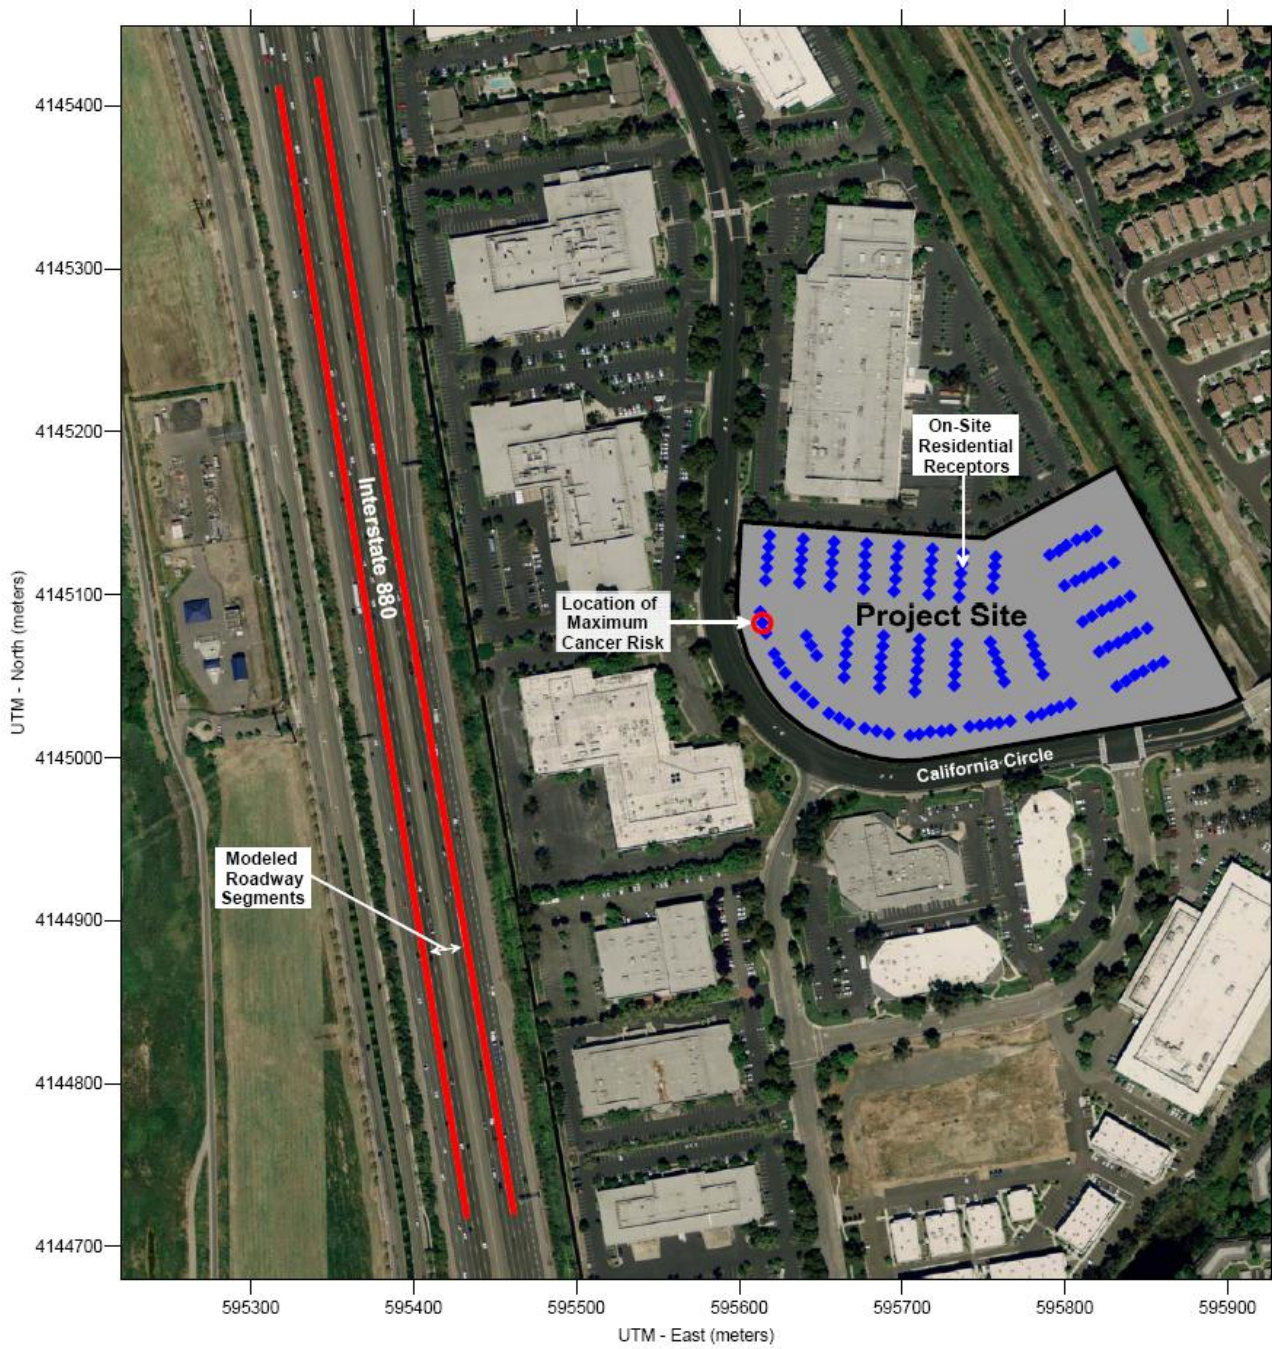 4145400
4145300
4145200
4145100
4145000
4144900
4144800
4144700
UTM - North (meters)
Interstate 880
On-Site
Residential
Receptors
Location of
Maximum
Cancer Risk
Project Site
California Circle
Modeled
Roadway
Segments
595300
595400
595500
595600
595700
595800
595900
UTM - East (meters)